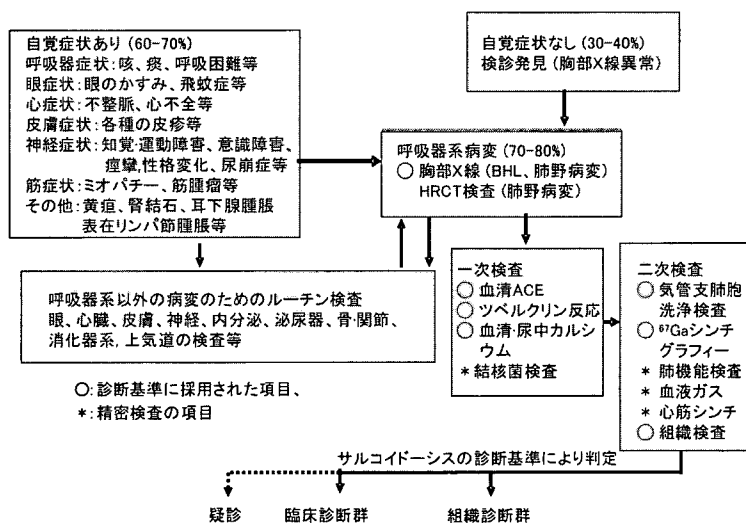 自覚症状あり (60-70%)
呼吸器症状:咳、痰、呼吸困難等
眼症状:眼のかすみ、飛蚊症等
心症状:不整脈、心不全等
皮膚症状:各種の皮疹等
神経症状:知覚・運動障害、意識障害、
痙攣,性格変化、尿崩症等
筋症状:ミオパチー、筋腫瘤等
その他:黄疸、腎結石、耳下腺腫脹
表在リンパ節腫脹等
自覚症状なし (30-40%)
検診発見 (胸部X線異常)
呼吸器系病変 (70-80%)
○ 胸部X線 (BHL、肺野病変)
HRCT検査 (肺野病変)
呼吸器系以外の病変のためのルーチン検査
眼、心臓、皮膚、神経、内分泌、泌尿器、骨・関節、
消化器系, 上気道の検査等
一次検査
○ 血清ACE
○ ツベルクリン反応
○ 血清・尿中カルシ
ウム
* 結核菌検査
二次検査
○ 気管支肺胞
洗浄検査
○ ⁶⁷Gaシンチ
グラフィー
* 肺機能検査
* 血液ガス
* 心筋シンチ
○ 組織検査
○:診断基準に採用された項目、
*:精密検査の項目
サルコイドーシスの診断基準により判定
疑診
臨床診断群
組織診断群